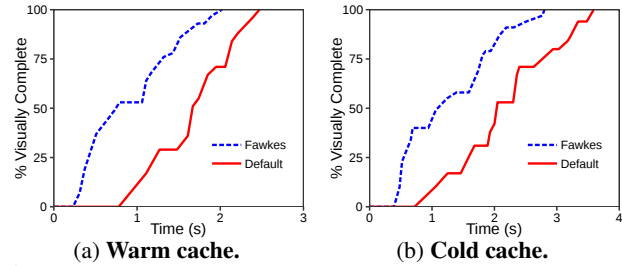 % Visually Complete
100
75
50
25
0
Fawkes
Default
0 1 2 3
Time (s)
(a) Warm cache.
% Visually Complete
100
75
50
25
0
Fawkes
Default
0 1 2 3 4
Time (s)
(b) Cold cache.